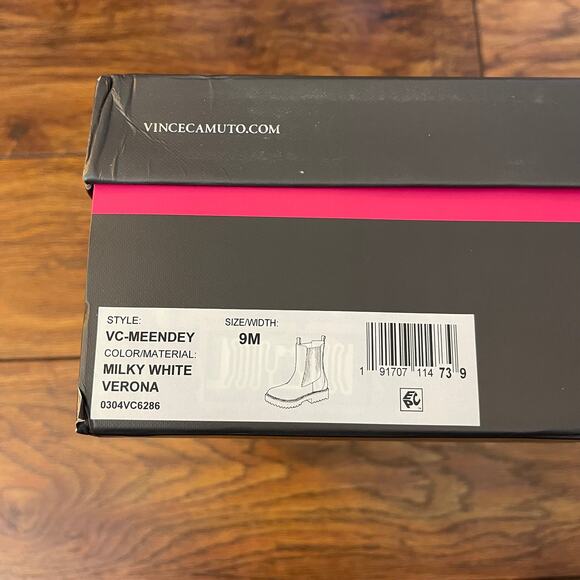 VINCECAMUTO.COM
STYLE:
VC-MEENDEY
COLOR/MATERIAL:
MILKY WHITE
VERONA
0304VC6286
SIZE/WIDTH:
9M
1 91707 114 73 9